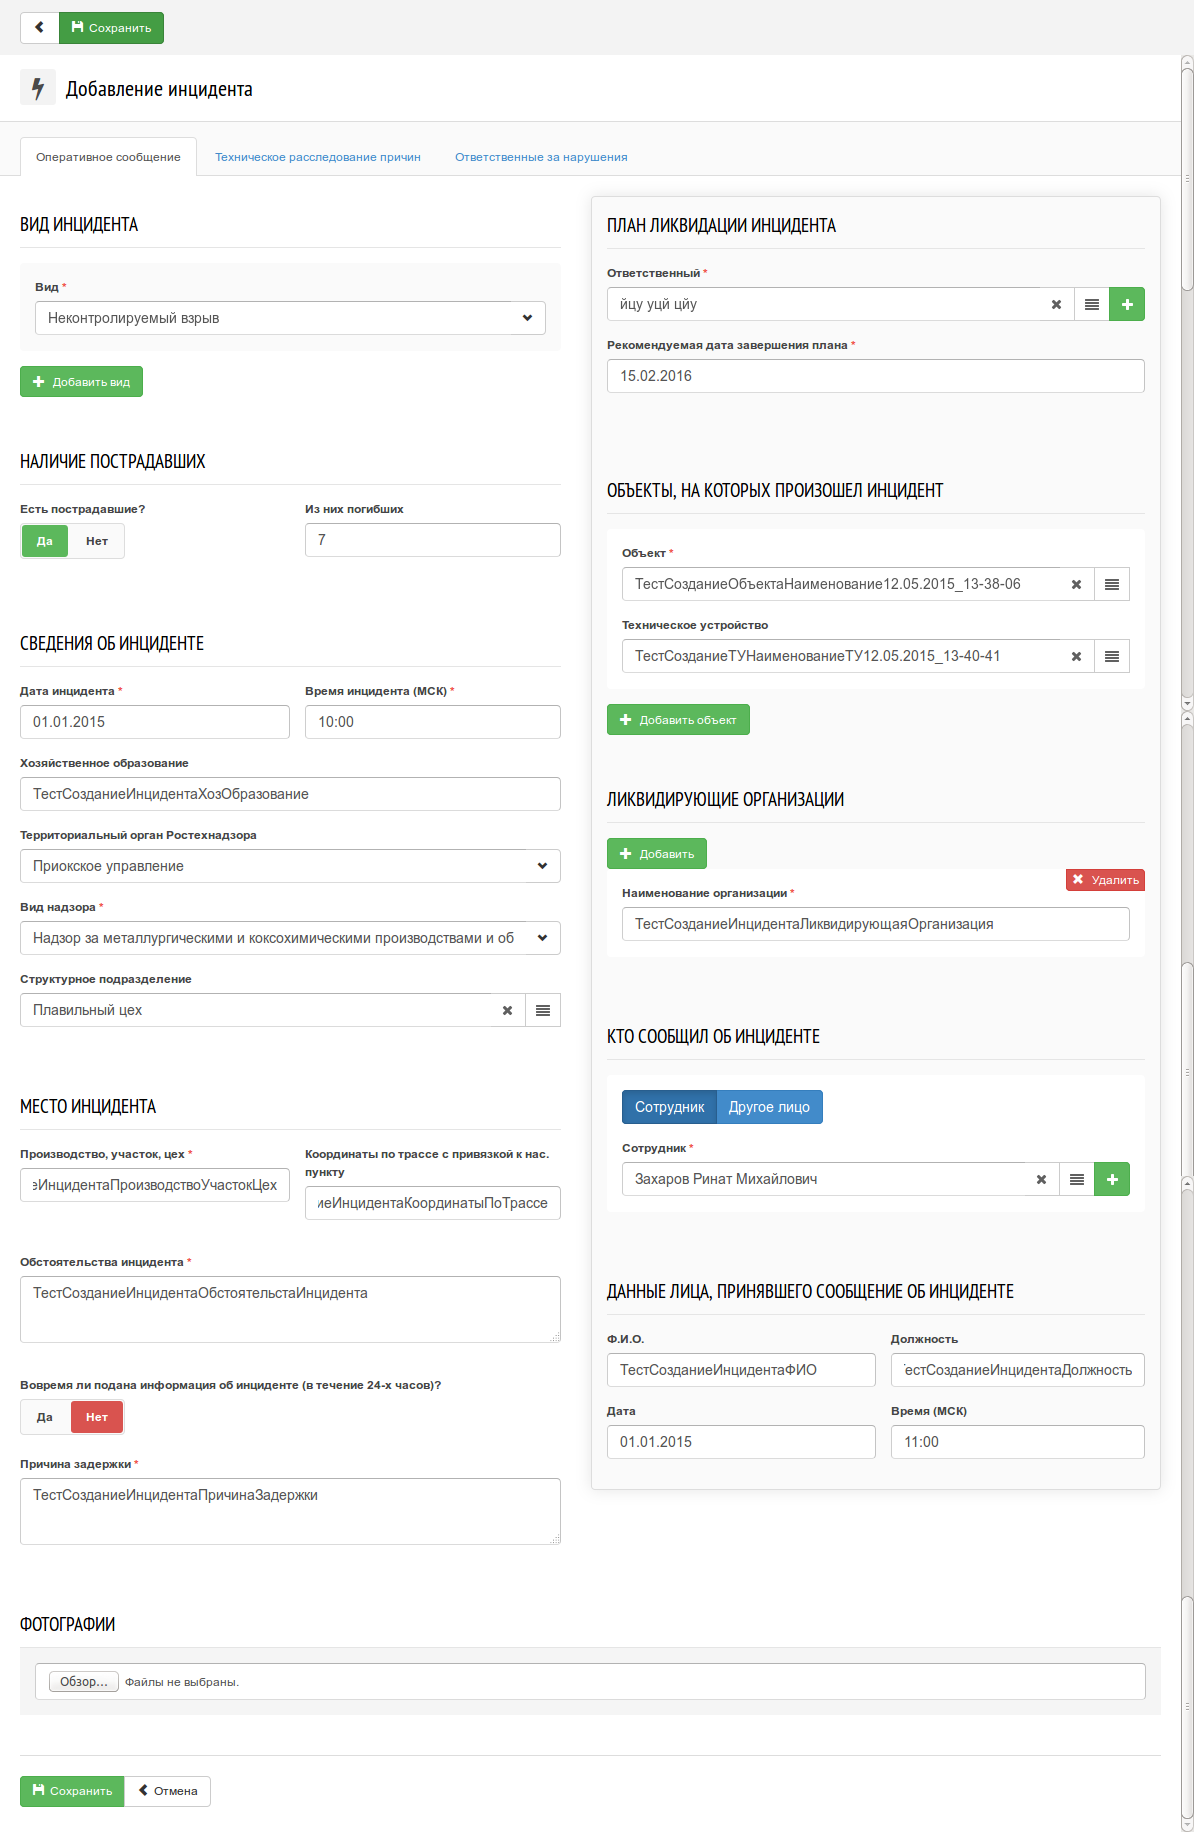 Сохранить
Добавление инцидента
Оперативное сообщение
Техническое расследование причин
Ответственные за нарушения
ВИД ИНЦИДЕНТА
Вид *
Неконтролируемый взрыв
Добавить вид
НАЛИЧИЕ ПОСТРАДАВШИХ
Есть пострадавшие?
Да Нет
Из них погибших
7
СВЕДЕНИЯ ОБ ИНЦИДЕНТЕ
Дата инцидента *
01.01.2015
Время инцидента (МСК) *
10:00
Хозяйственное образование
ТестСозданиеИнцидентаХозОбразование
Территориальный орган Ростехнадзора
Приокское управление
Вид надзора *
Надзор за металлургическими и коксохимическими производствами и об
Структурное подразделение
Плавильный цех
МЕСТО ИНЦИДЕНТА
Производство, участок, цех *
еИнцидентаПроизводствоУчастокЦех
Координаты по трассе с привязкой к нас.
пункту
иеИнцидентаКоординатыПоТрассе
Обстоятельства инцидента *
ТестСозданиеИнцидентаОбстоятельстаИнцидента
Вовремя ли подана информация об инциденте (в течение 24-х часов)?
Да Нет
Причина задержки *
ТестСозданиеИнцидентаПричинаЗадержки
ПЛАН ЛИКВИДАЦИИ ИНЦИДЕНТА
Ответственный *
йцу уцй цйу
Рекомендуемая дата завершения плана *
15.02.2016
ОБЪЕКТЫ, НА КОТОРЫХ ПРОИЗОШЕЛ ИНЦИДЕНТ
Объект *
ТестСозданиеОбъектаНаименование12.05.2015_13-38-06
Техническое устройство
ТестСозданиеТУНаименованиеТУ12.05.2015_13-40-41
Добавить объект
ЛИКВИДИРУЮЩИЕ ОРГАНИЗАЦИИ
Добавить
Удалить
Наименование организации *
ТестСозданиеИнцидентаЛиквидирующаяОрганизация
КТО СООБЩИЛ ОБ ИНЦИДЕНТЕ
Сотрудник Другое лицо
Сотрудник *
Захаров Ринат Михайлович
ДАННЫЕ ЛИЦА, ПРИНЯВШЕГО СООБЩЕНИЕ ОБ ИНЦИДЕНТЕ
Ф.И.О.
ТестСозданиеИнцидентаФИО
Должность
ТестСозданиеИнцидентаДолжность
Дата
01.01.2015
Время (МСК)
11:00
ФОТОГРАФИИ
Обзор... Файлы не выбраны.
Сохранить
Отмена